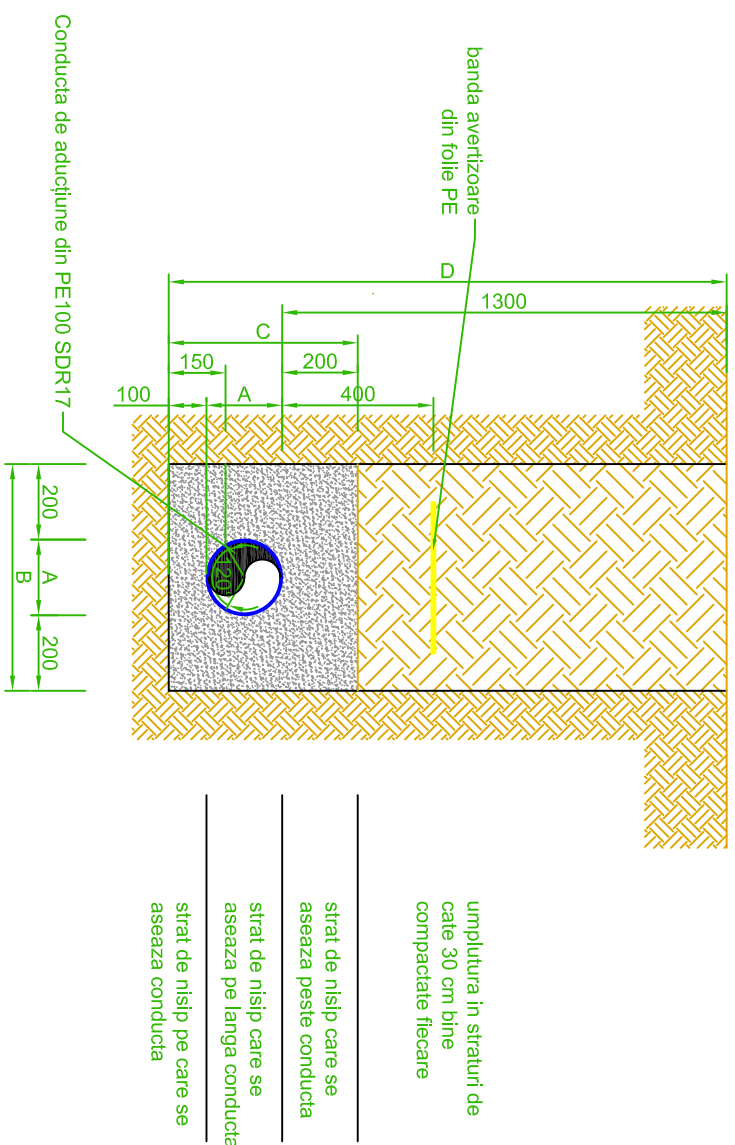 Conducta de aducțiune din PE100 SDR17
banda avertizoare
din folie PE
D
1300
C
150
200
100
A
400
200
A
200
B
120
umplutura in straturi de
cate 30 cm bine
compactate fiecare
strat de nisip care se
aseaza peste conducta
strat de nisip care se
aseaza pe langa conducta
strat de nisip pe care se
aseaza conducta